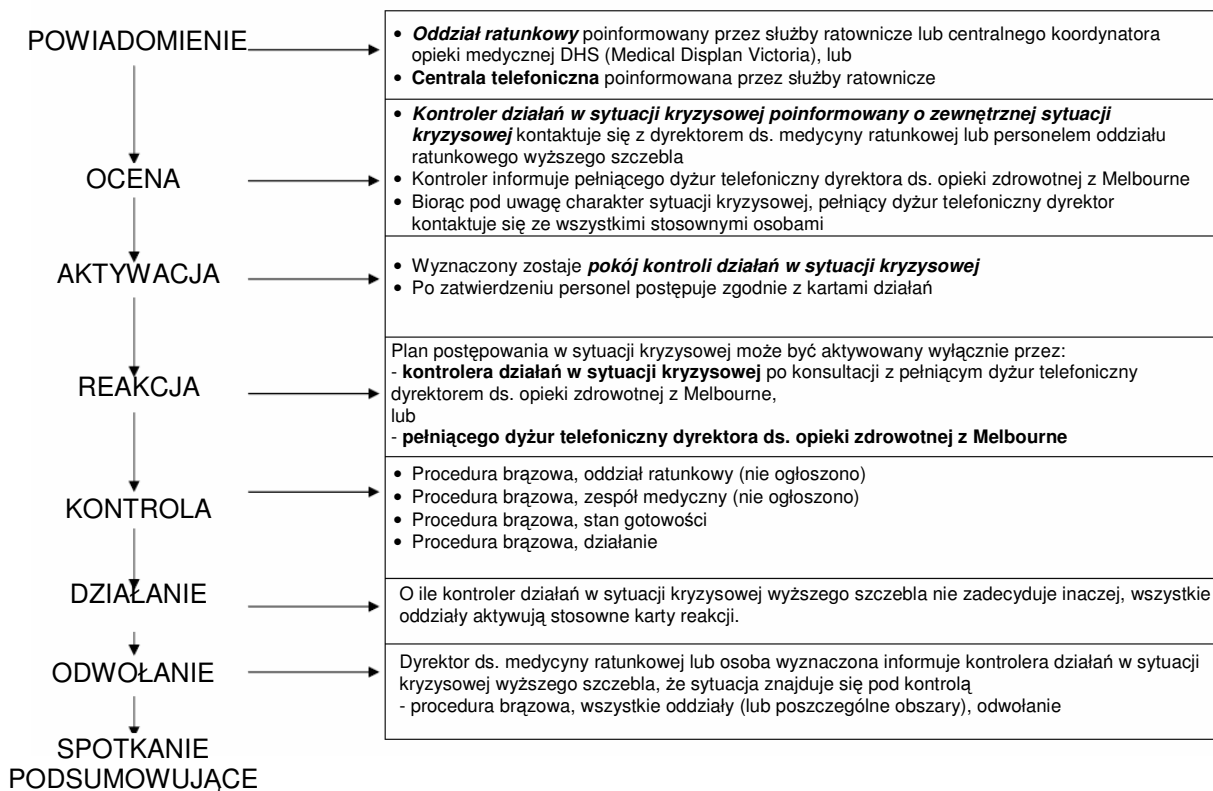 POWIADOMIENIE
• Oddział ratunkowy poinformowany przez służby ratownicze lub centralnego koordynatora
opieki medycznej DHS (Medical Displan Victoria), lub
• Centrala telefoniczna poinformowana przez służby ratownicze
OCENA
• Kontroler działań w sytuacji kryzysowej poinformowany o zewnętrznej sytuacji
kryzysowej kontaktuje się z dyrektorem ds. medycyny ratunkowej lub personelem oddziału
ratunkowego wyższego szczebla
• Kontroler informuje pełniącego dyżur telefoniczny dyrektora ds. opieki zdrowotnej z Melbourne
• Biorąc pod uwagę charakter sytuacji kryzysowej, pełniący dyżur telefoniczny dyrektor
kontaktuje się ze wszystkimi stosownymi osobami
AKTYWACJA
• Wyznaczony zostaje pokój kontroli działań w sytuacji kryzysowej
• Po zatwierdzeniu personel postępuje zgodnie z kartami działań
REAKCJA
Plan postępowania w sytuacji kryzysowej może być aktywowany wyłącznie przez:
- kontrolera działań w sytuacji kryzysowej po konsultacji z pełniącym dyżur telefoniczny
dyrektorem ds. opieki zdrowotnej z Melbourne,
lub
- pełniącego dyżur telefoniczny dyrektora ds. opieki zdrowotnej z Melbourne
KONTROLA
• Procedura brązowa, oddział ratunkowy (nie ogłoszono)
• Procedura brązowa, zespół medyczny (nie ogłoszono)
• Procedura brązowa, stan gotowości
• Procedura brązowa, działanie
DZIAŁANIE
O ile kontroler działań w sytuacji kryzysowej wyższego szczebla nie zadecyduje inaczej, wszystkie
oddziały aktywują stosowne karty reakcji.
ODWOŁANIE
Dyrektor ds. medycyny ratunkowej lub osoba wyznaczona informuje kontrolera działań w sytuacji
kryzysowej wyższego szczebla, że sytuacja znajduje się pod kontrolą
- procedura brązowa, wszystkie oddziały (lub poszczególne obszary), odwołanie
SPOTKANIE
PODSUMOWUJĄCE